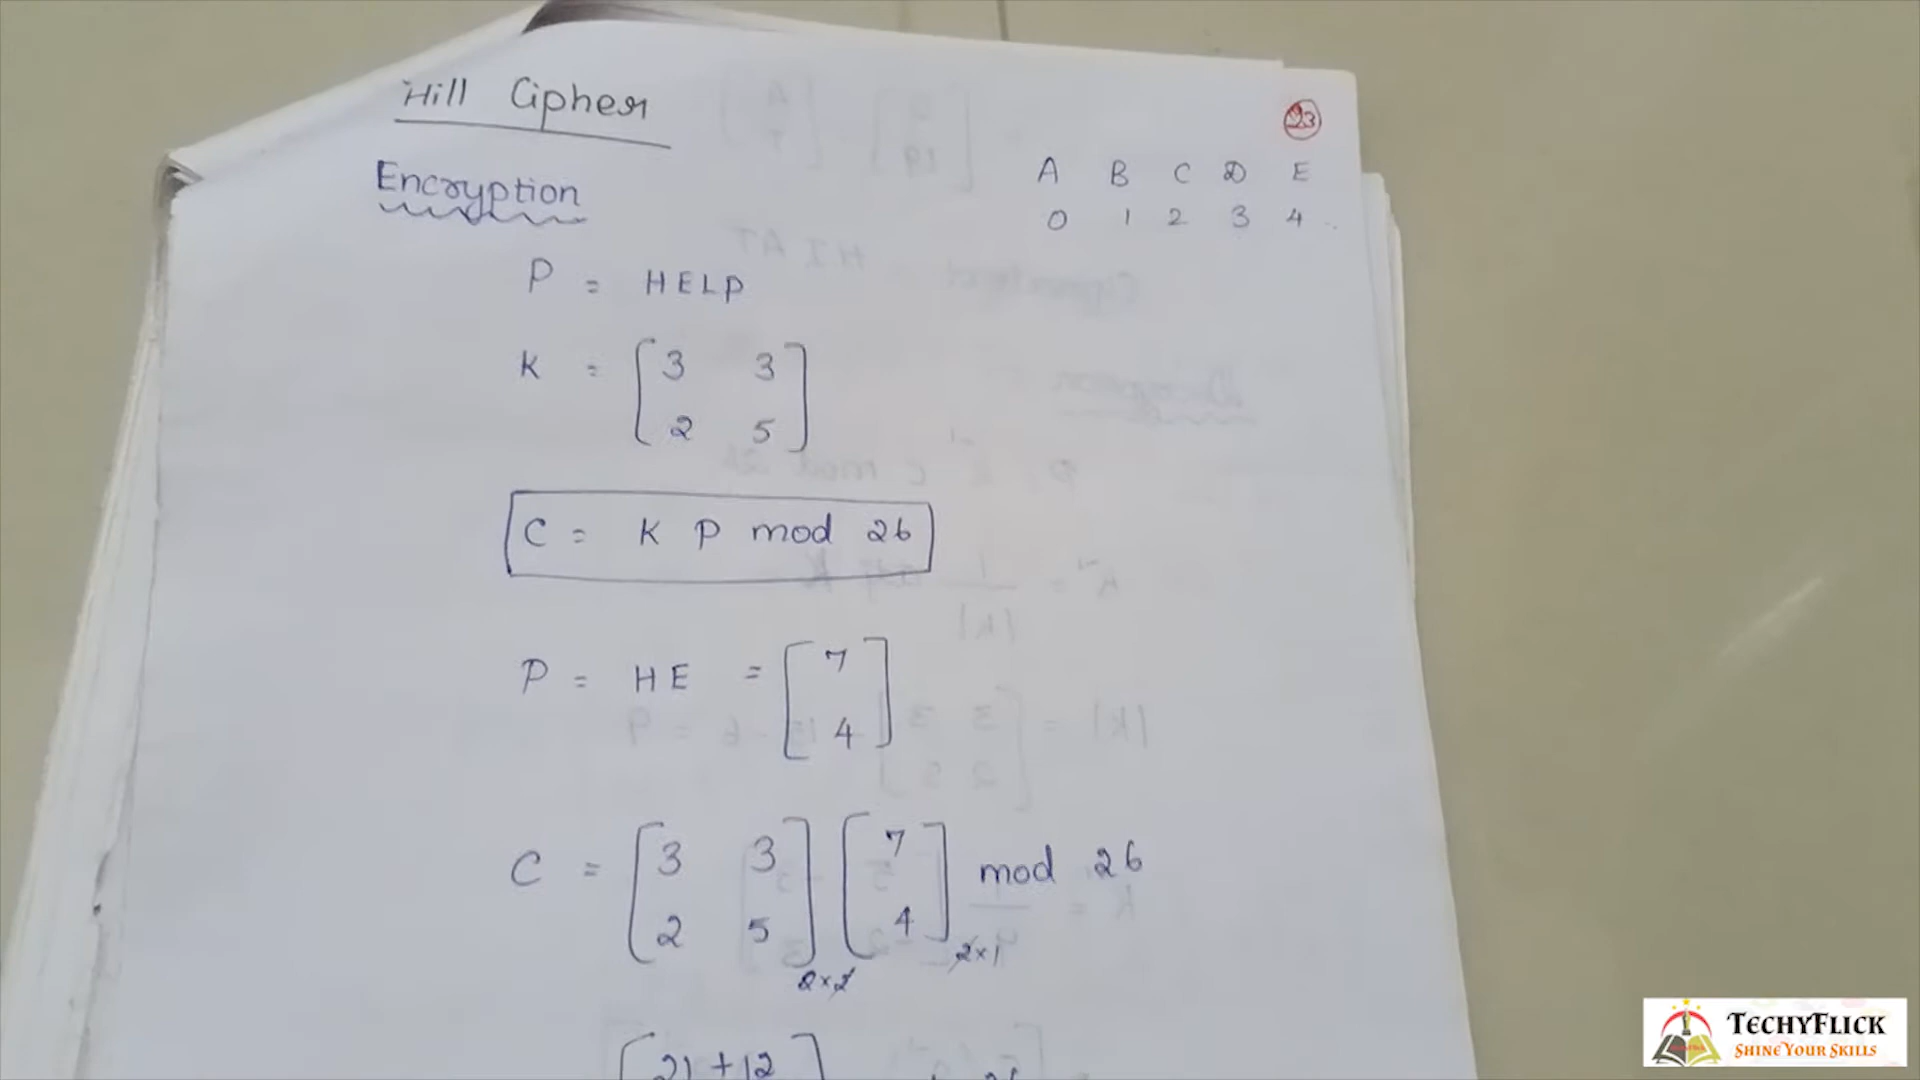 Hill Cipher
23
Encryption
A B C D E
0 1 2 3 4 ..
P = HELP
K = [3 3
2 5]
C = K P mod 26
P = HE = [7
4]
C = [3 3
2 5] 2×2 [7
4] 2×1 mod 26
[21 + 12]
TECHYFLICK
SHINE YOUR SKILLS